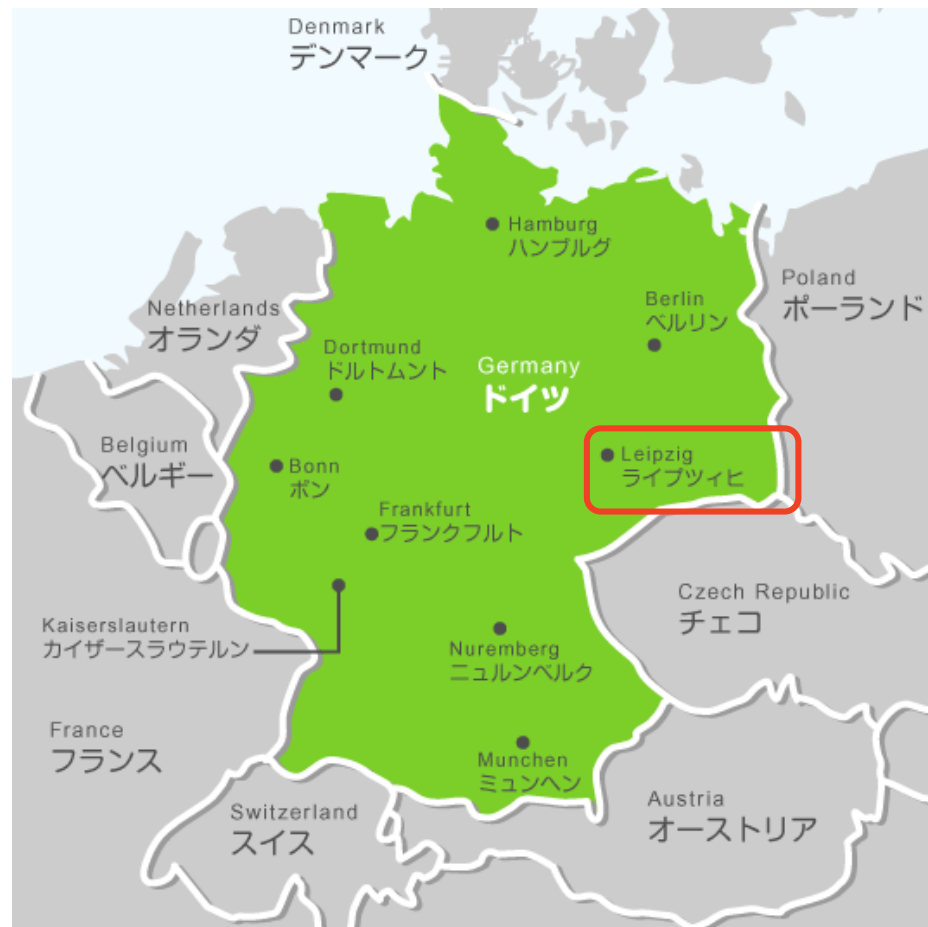 Denmark
デンマーク
Hamburg
ハンブルグ
Poland
ポーランド
Berlin
ベルリン
Netherlands
オランダ
Dortmund
ドルトムント
Germany
ドイツ
Belgium
ベルギー
Bonn
ボン
Leipzig
ライプツィヒ
Frankfurt
フランクフルト
Czech Republic
チェコ
Kaiserslautern
カイザースラウテルン
Nuremberg
ニュルンベルク
France
フランス
Munchen
ミュンヘン
Switzerland
スイス
Austria
オーストリア